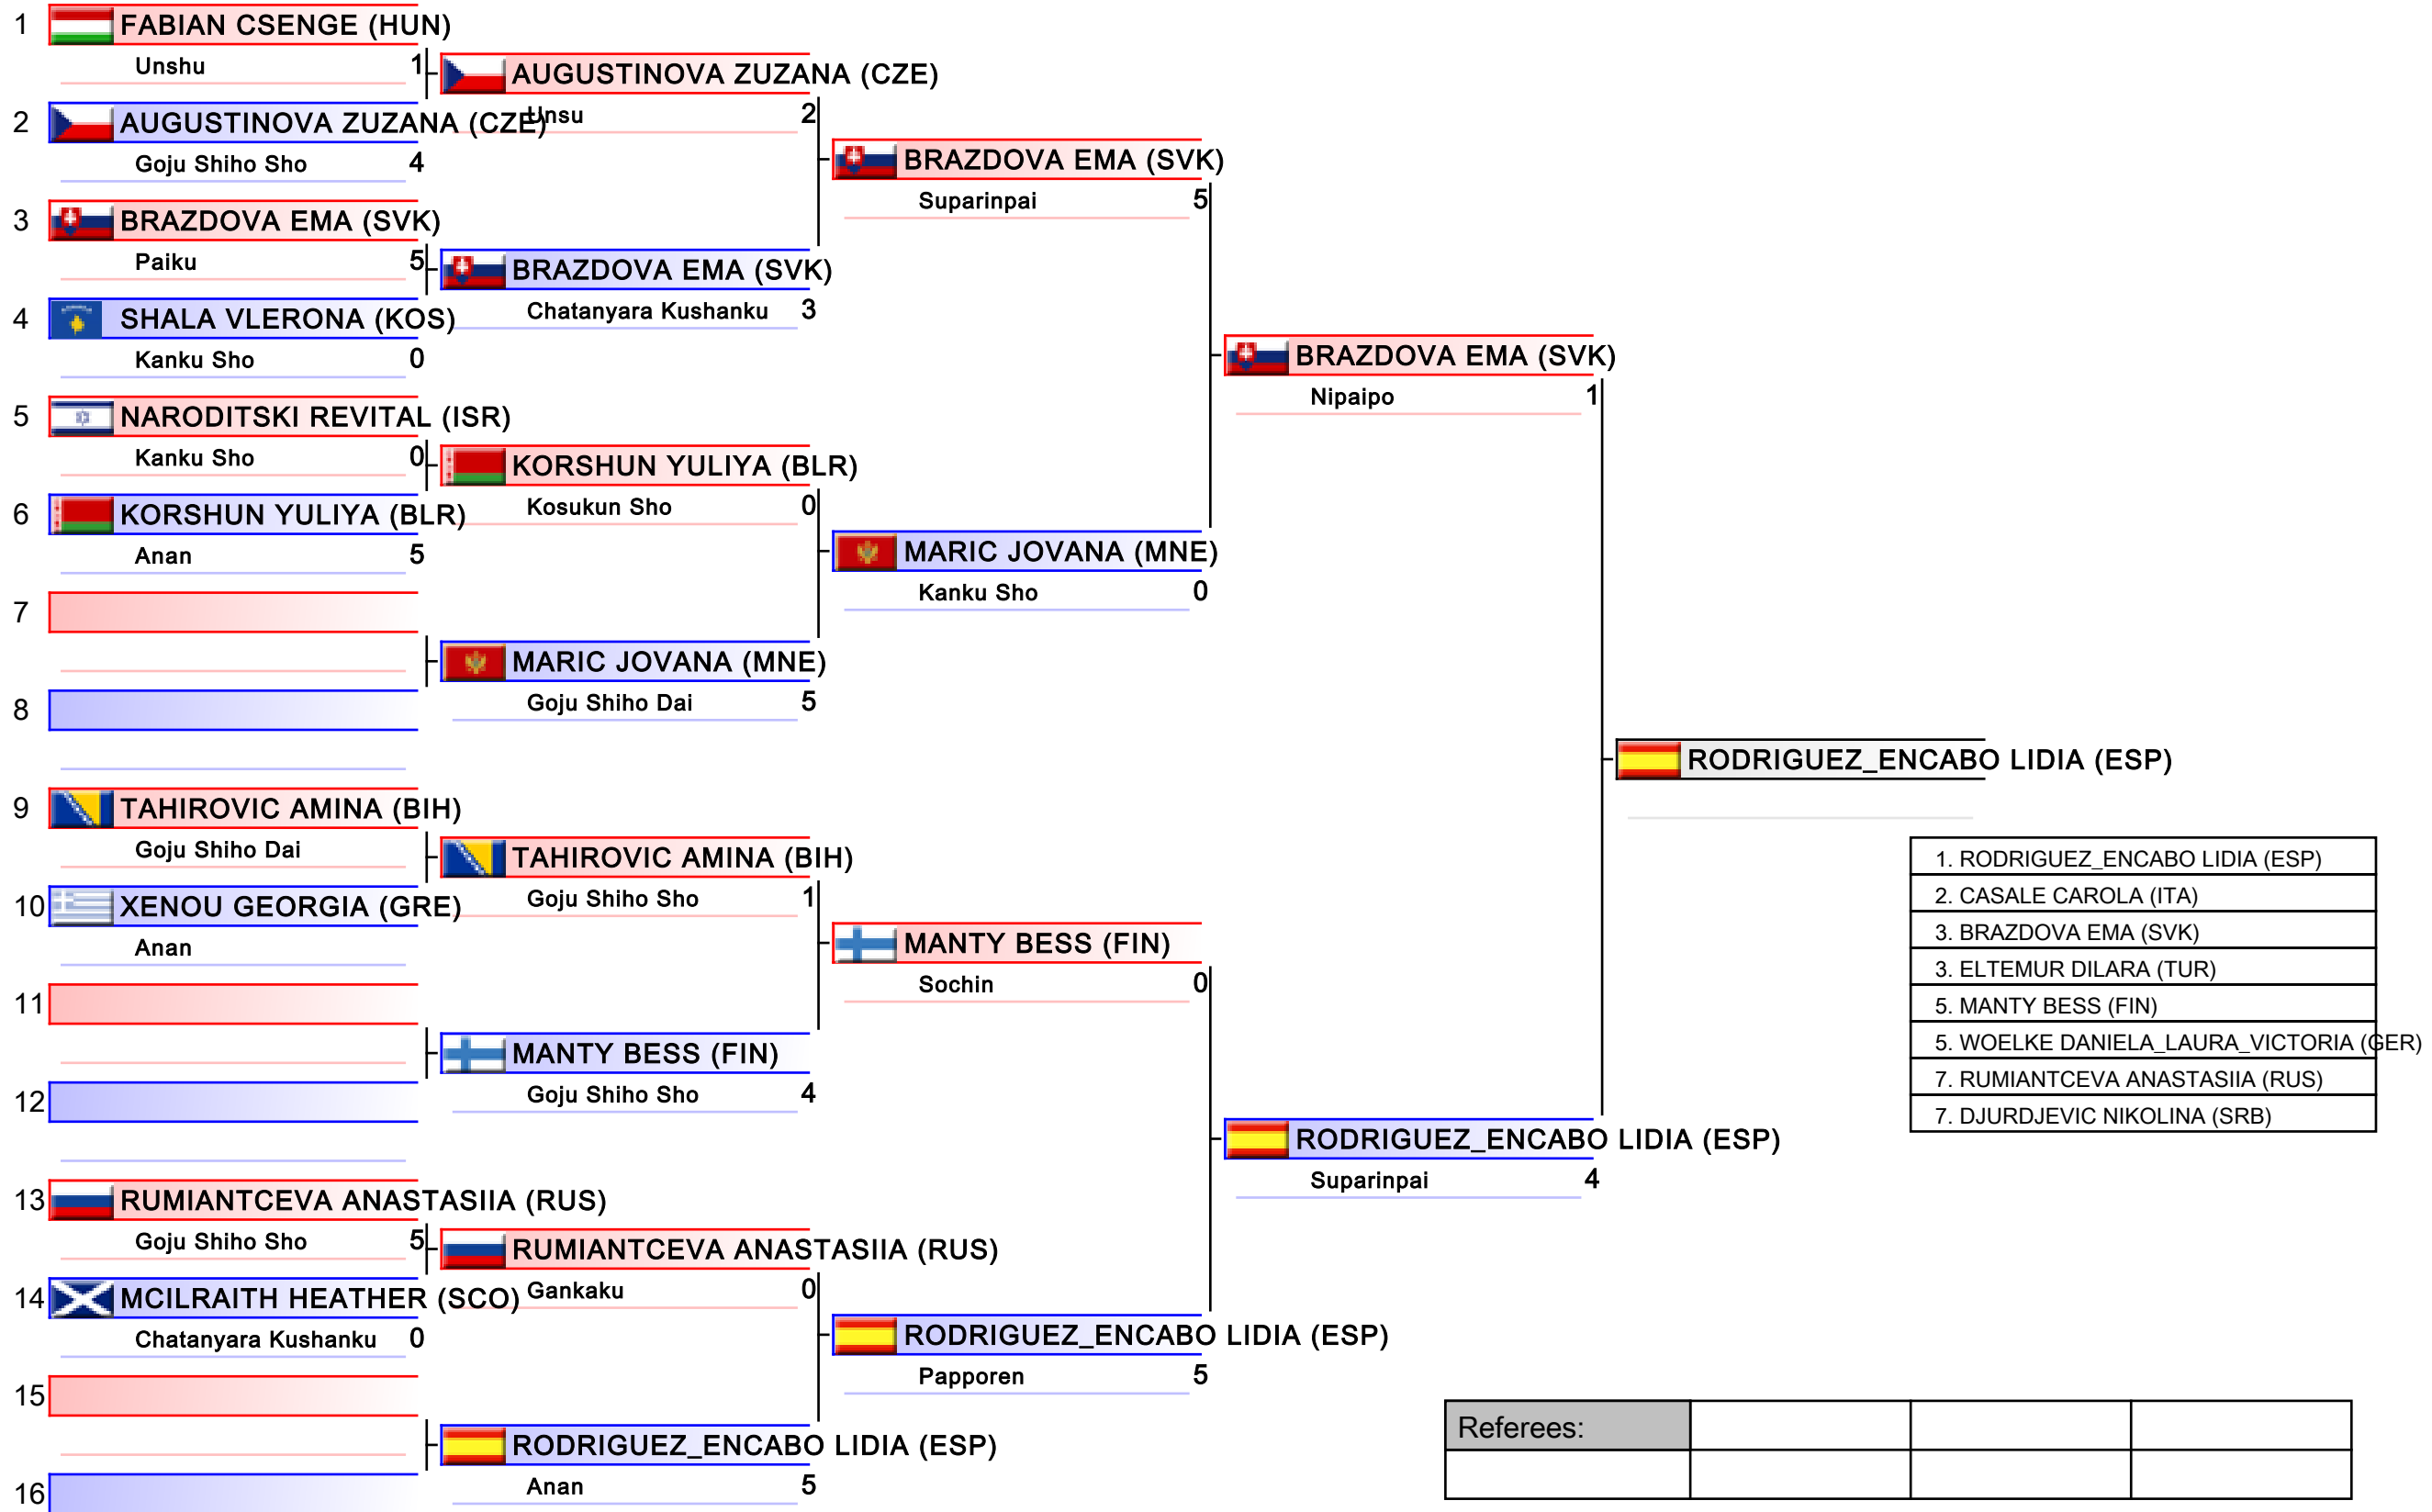 1 FABIAN CSENGE (HUN)
Unshu 1
2 AUGUSTINOVA ZUZANA (CZE)
Goju Shiho Sho 4
3 BRAZDOVA EMA (SVK)
Paiku 5
4 SHALA VLERONA (KOS)
Kanku Sho 0
5 NARODITSKI REVITAL (ISR)
Kanku Sho 0
6 KORSHUN YULIYA (BLR)
Anan 5
7
8
9 TAHIROVIC AMINA (BIH)
Goju Shiho Dai
10 XENOU GEORGIA (GRE)
Anan
11
12
13 RUMIANTCEVA ANASTASIIA (RUS)
Goju Shiho Sho 5
14 MCILRAITH HEATHER (SCO)
Chatanyara Kushanku 0
15
16
AUGUSTINOVA ZUZANA (CZE)
Unsu 2
BRAZDOVA EMA (SVK)
Chatanyara Kushanku 3
KORSHUN YULIYA (BLR)
Kosukun Sho 0
MARIC JOVANA (MNE)
Goju Shiho Dai 5
TAHIROVIC AMINA (BIH)
Goju Shiho Sho 1
MANTY BESS (FIN)
Goju Shiho Sho 4
RUMIANTCEVA ANASTASIIA (RUS)
Gankaku 0
RODRIGUEZ_ENCABO LIDIA (ESP)
Anan 5
BRAZDOVA EMA (SVK)
Suparinpai 5
MARIC JOVANA (MNE)
Kanku Sho 0
MANTY BESS (FIN)
Sochin 0
RODRIGUEZ_ENCABO LIDIA (ESP)
Papporen 5
BRAZDOVA EMA (SVK)
Nipaipo 1
RODRIGUEZ_ENCABO LIDIA (ESP)
Suparinpai 4
RODRIGUEZ_ENCABO LIDIA (ESP)
1. RODRIGUEZ_ENCABO LIDIA (ESP)
2. CASALE CAROLA (ITA)
3. BRAZDOVA EMA (SVK)
3. ELTEMUR DILARA (TUR)
5. MANTY BESS (FIN)
5. WOELKE DANIELA_LAURA_VICTORIA (GER)
7. RUMIANTCEVA ANASTASIIA (RUS)
7. DJURDJEVIC NIKOLINA (SRB)
Referees: